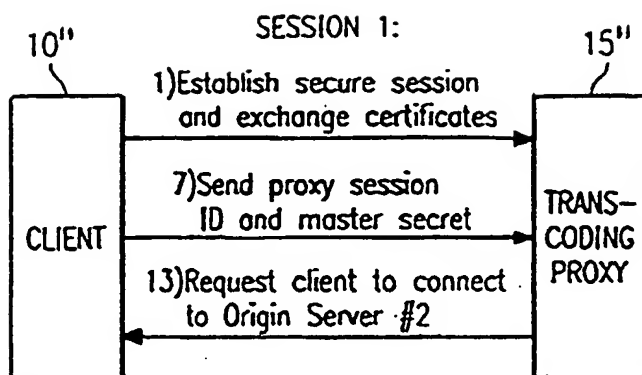 SESSION 1:
10" 15"
1)Establish secure session
and exchange certificates
7)Send proxy session
ID and master secret
CLIENT
TRANS-
CODING
PROXY
13)Request client to connect
to Origin Server #2